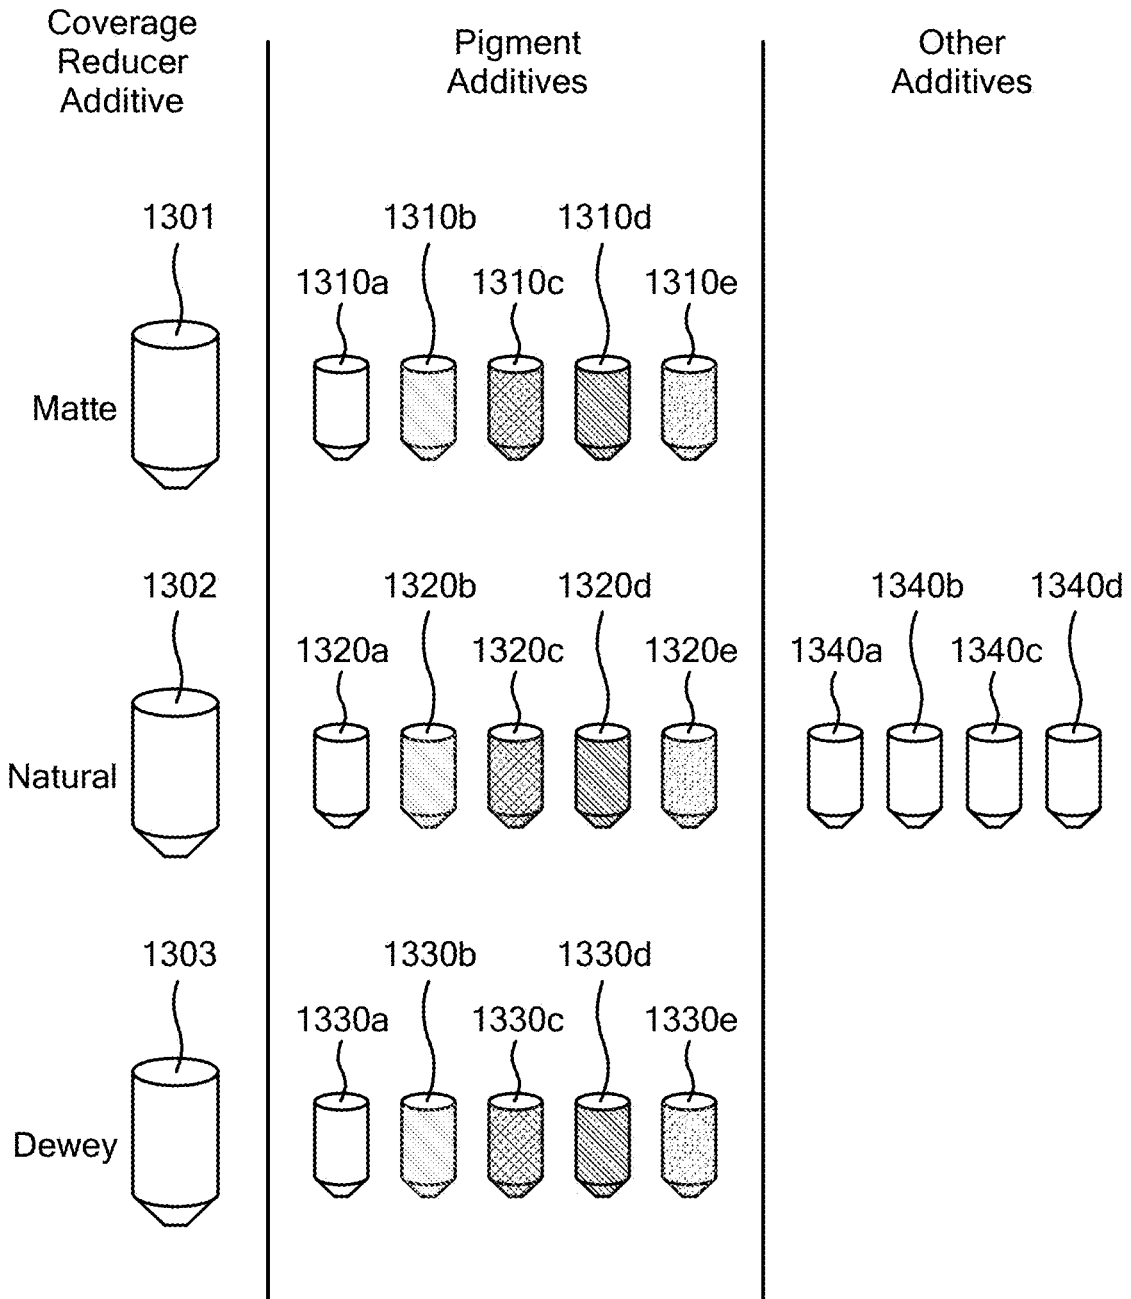 Coverage
Reducer
Additive
Pigment
Additives
Other
Additives
1301
1310b
1310d
1310a
1310c
1310e
Matte
1302
1320b
1320d
1340b
1340d
1320a
1320c
1320e
1340a
1340c
Natural
1303
1330b
1330d
1330a
1330c
1330e
Dewey